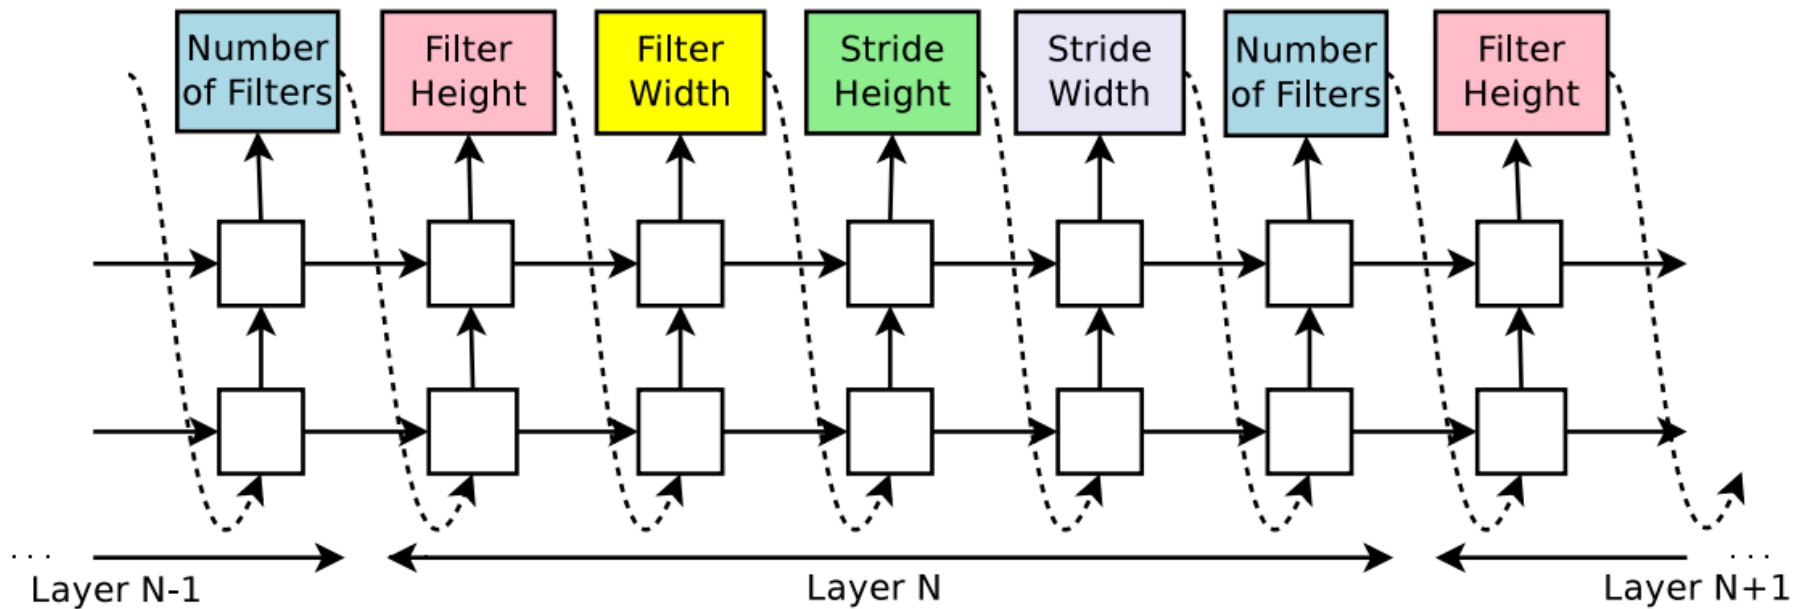 Number
of Filters
Filter
Height
Filter
Width
Stride
Height
Stride
Width
Number
of Filters
Filter
Height
. . .
Layer N-1
Layer N
. . .
Layer N+1